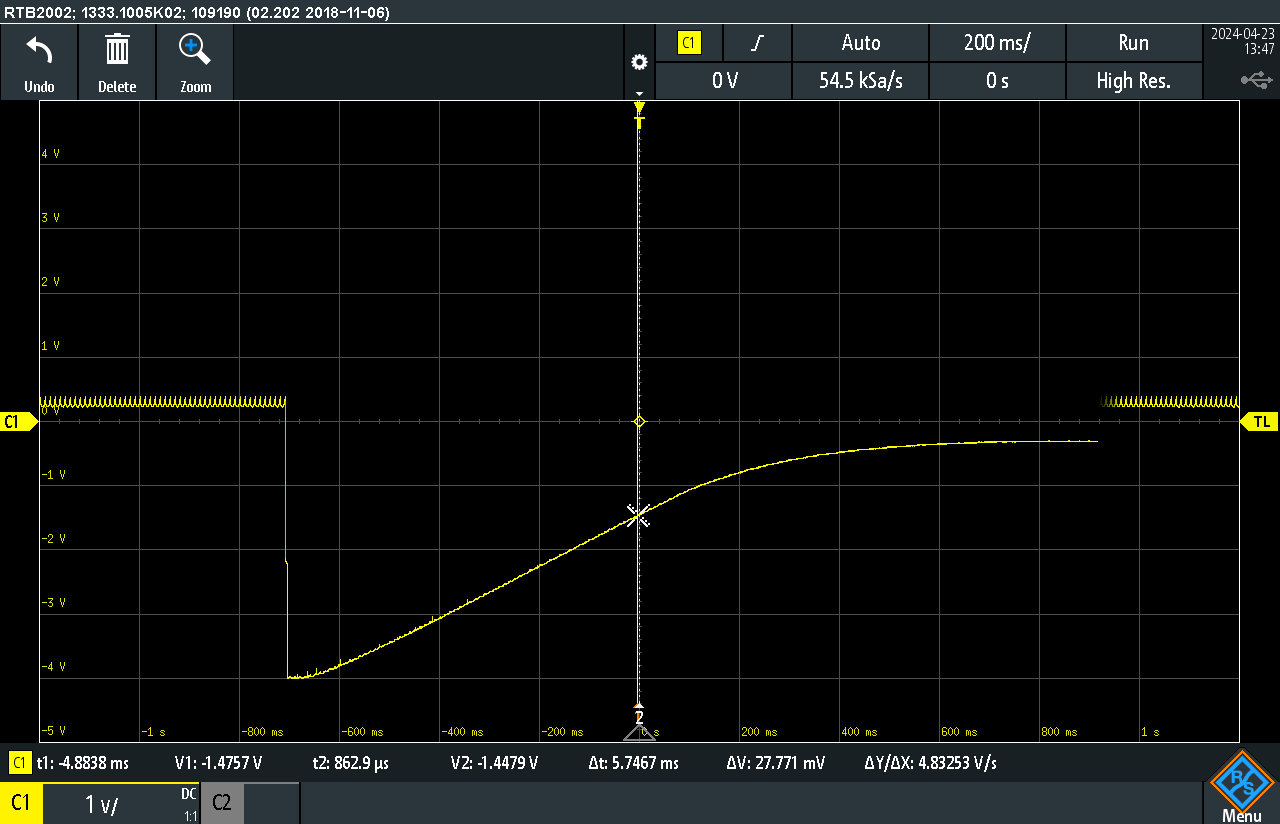 RTB2002; 1333.1005K02; 109190 (02.202 2018-11-06)
Undo
Delete
Zoom
C1
Auto
200 ms/
Run
2024-04-23
13:47
0 V
54.5 kSa/s
0 s
High Res.
T
4 V
3 V
2 V
1 V
0 V
C1
TL
-1 V
-2 V
-3 V
-4 V
-5 V
-1 s
-800 ms
-600 ms
-400 ms
-200 ms
2
0 s
200 ms
400 ms
600 ms
800 ms
1 s
C1 t1: -4.8838 ms V1: -1.4757 V t2: 862.9 µs V2: -1.4479 V Δt: 5.7467 ms ΔV: 27.771 mV ΔY/ΔX: 4.83253 V/s
C1
1 V/
DC
1:1
C2
R S
Menu